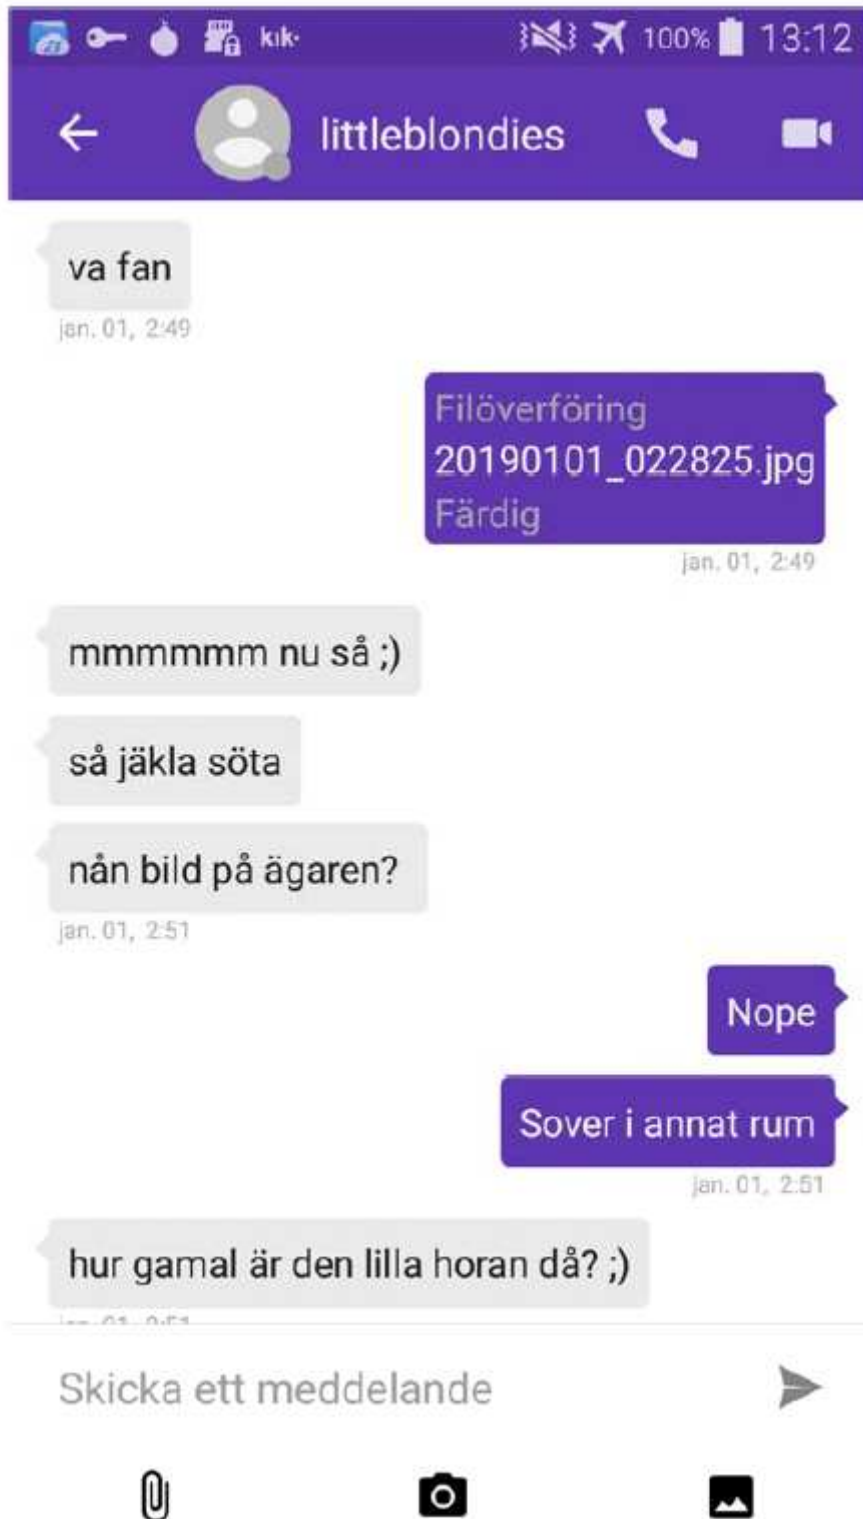 kik·
100%
13:12
littleblondies
va fan
jan. 01, 2:49
Filöverföring
20190101_022825.jpg
Färdig
jan. 01, 2:49
mmmmmm nu så ;)
så jäkla söta
nån bild på ägaren?
jan. 01, 2:51
Nope
Sover i annat rum
jan. 01, 2:51
hur gamal är den lilla horan då? ;)
Skicka ett meddelande